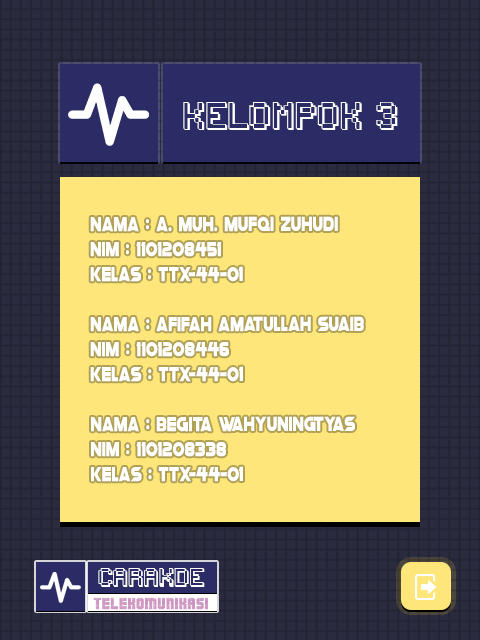 KELOMPOK 3
NAMA : A. MUH. MUFQI ZUHUDI
NIM : 1101208451
KELAS : TTX-44-01
NAMA : AFIFAH AMATULLAH SUAIB
NIM : 1101208446
KELAS : TTX-44-01
NAMA : BEGITA WAHYUNINGTYAS
NIM : 1101208338
KELAS : TTX-44-01
CARAKDE
TELEKOMUNIKASI